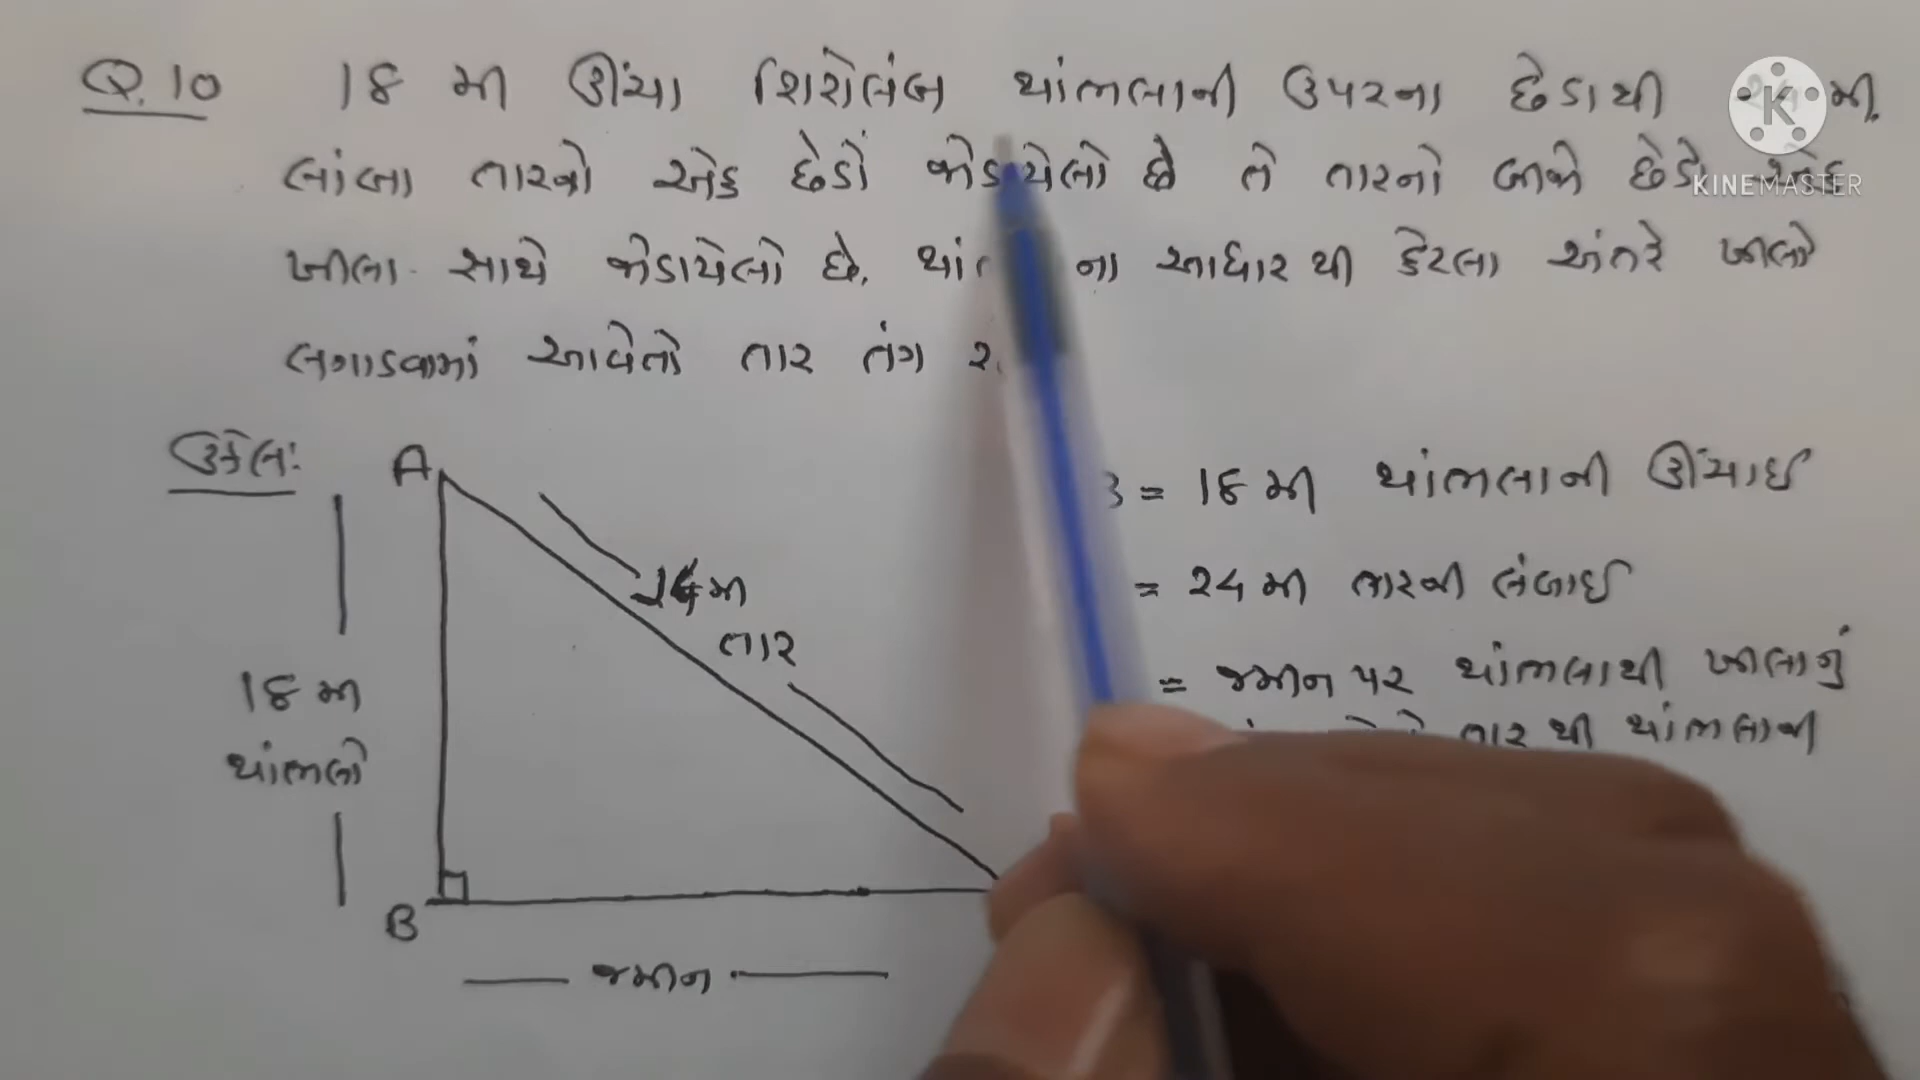 Q.10 18 મી ઊંચા શિરોલંબ થાંભલાની ઉપરના છેડાથી મી.
લાંબા તારનો એક છેડો જોડાયેલો છે તે તારનો બીજો છેડો
KINEMASTER
ખીલા સાથે જોડાયેલો છે. ના આધાર થી કેટલા અંતરે ખીલો
લગાડવામાં આવેતો તાર તંગ
ઉકેલ:
A
= 18 મી થાંભલાની ઊંચાઈ
24 મી
= 24 મી તારની લંબાઈ
તાર
= જમીન પર થાંભલાથી ખીલાનું
18 મી
તાર થી થાંભલાની
થાંભલો
B
જમીન